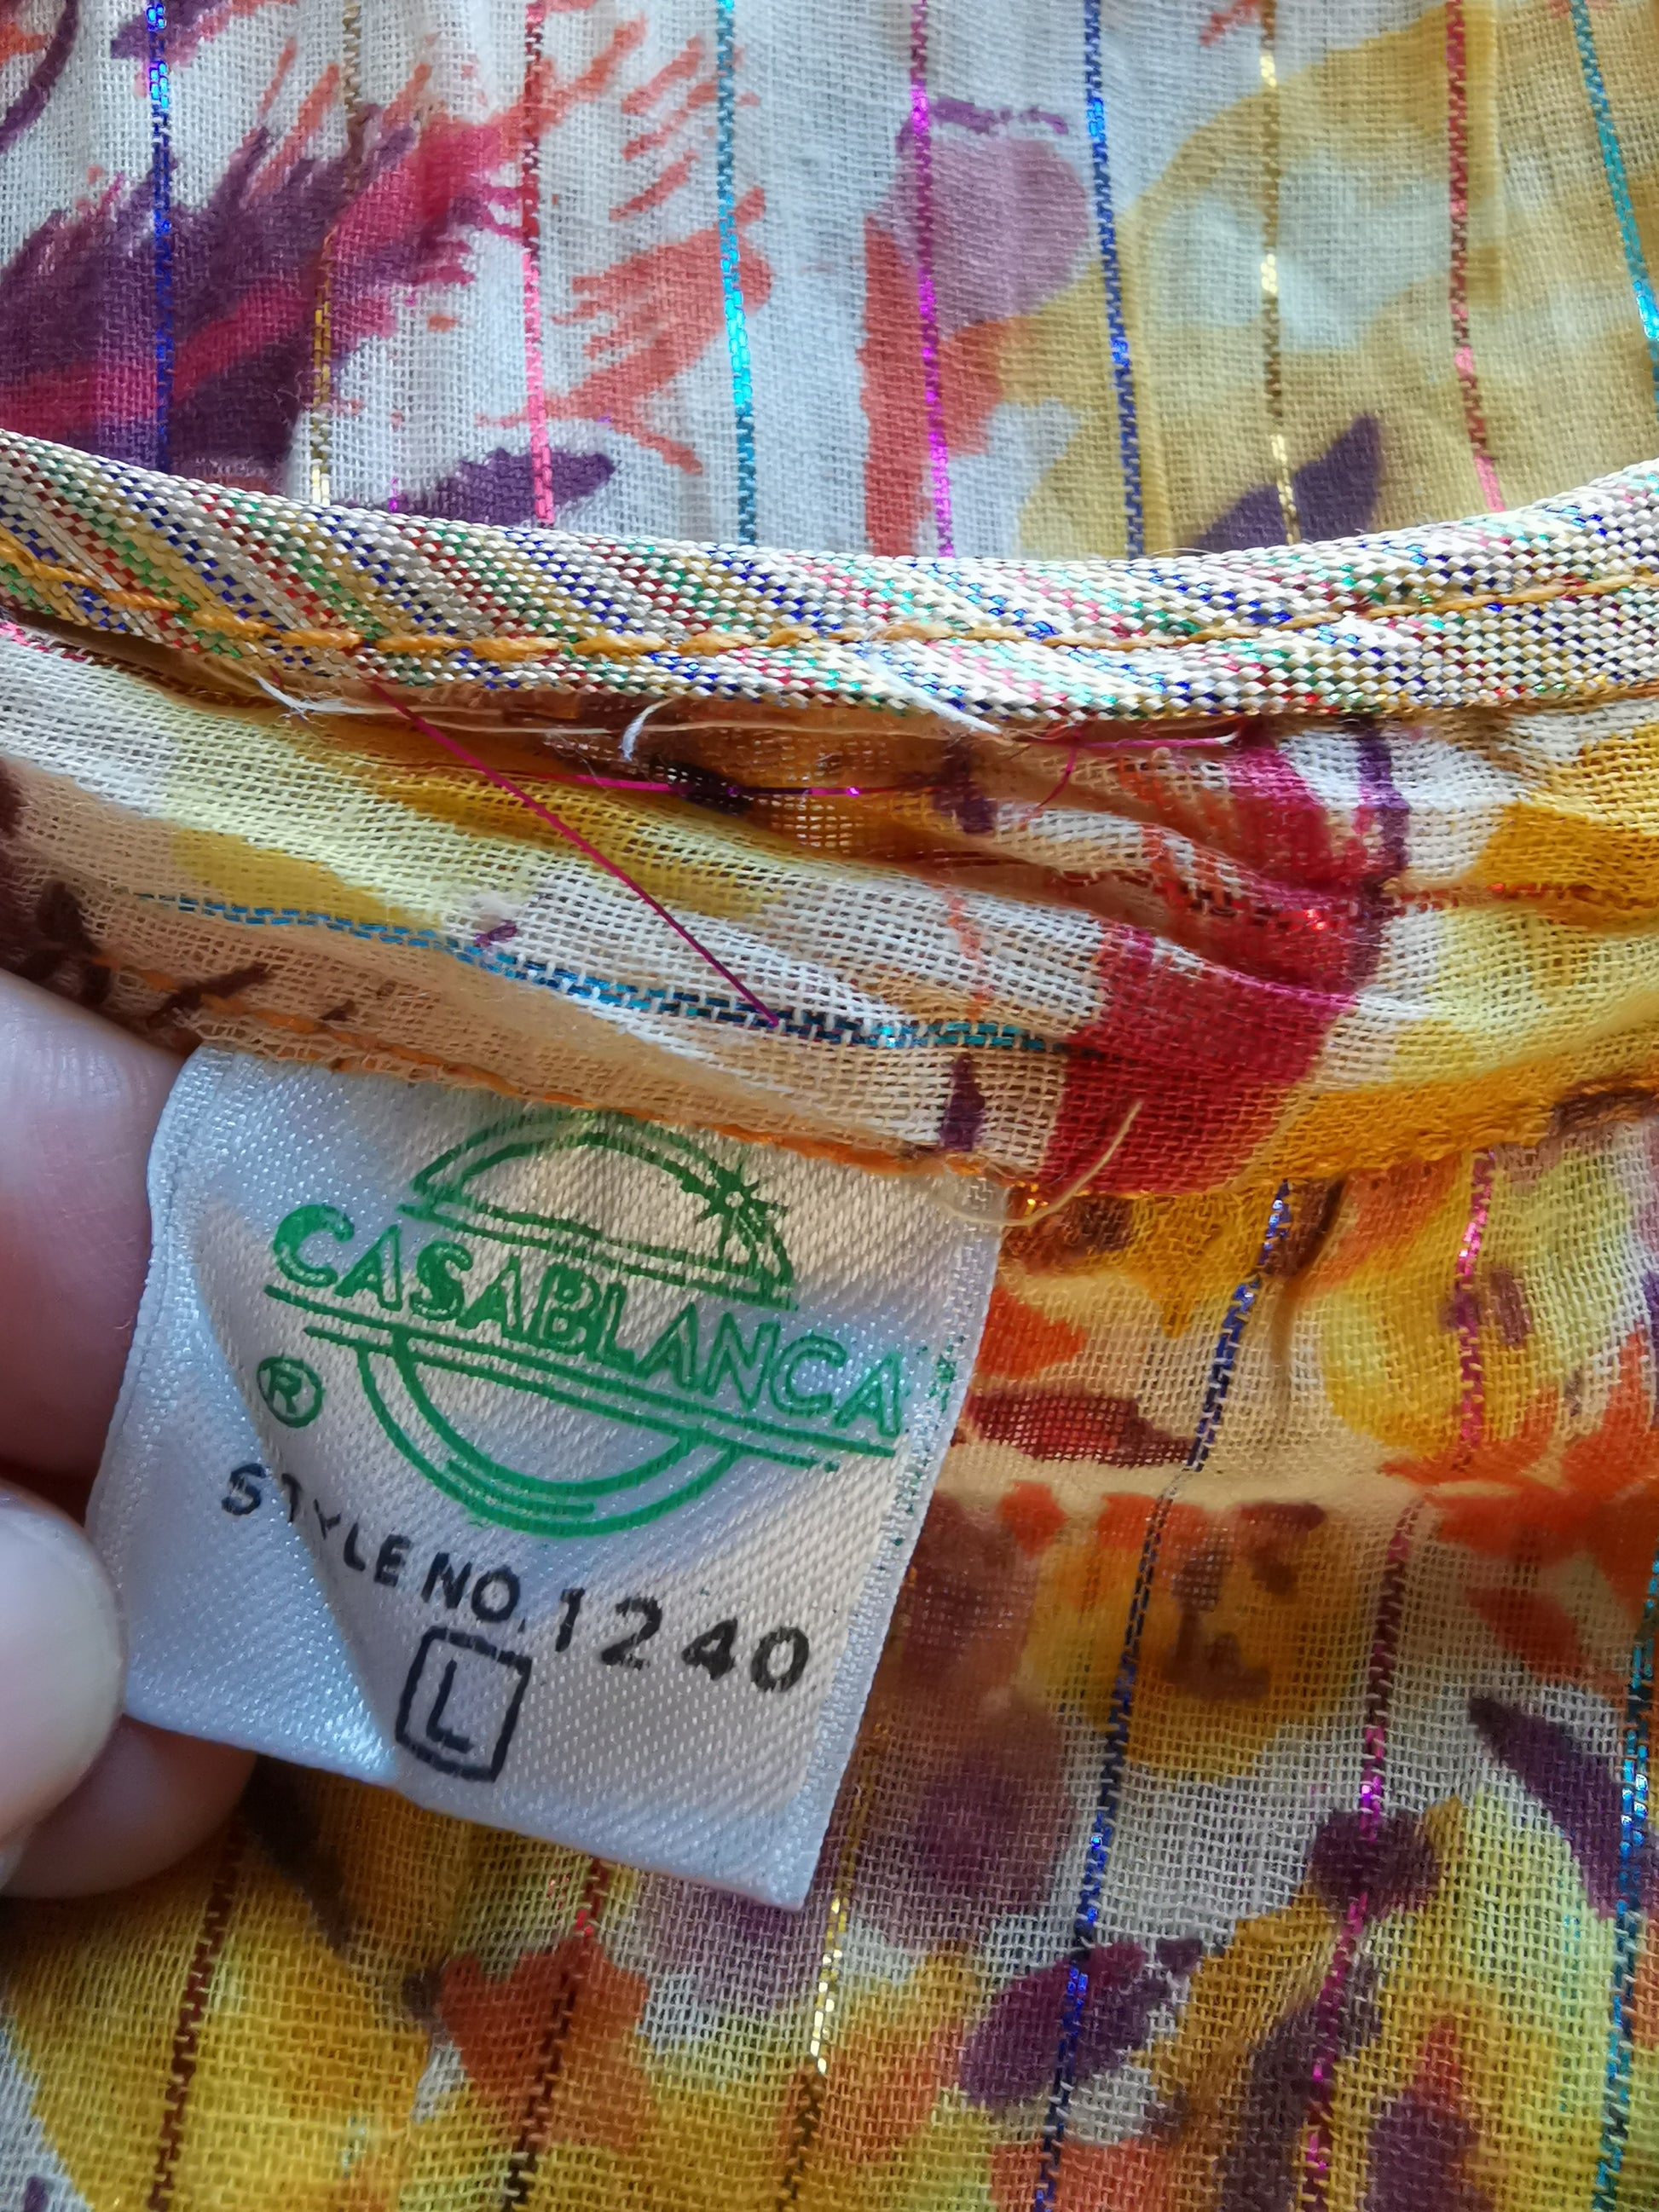 CASABLANCA
®
STYLE NO. 1240
L